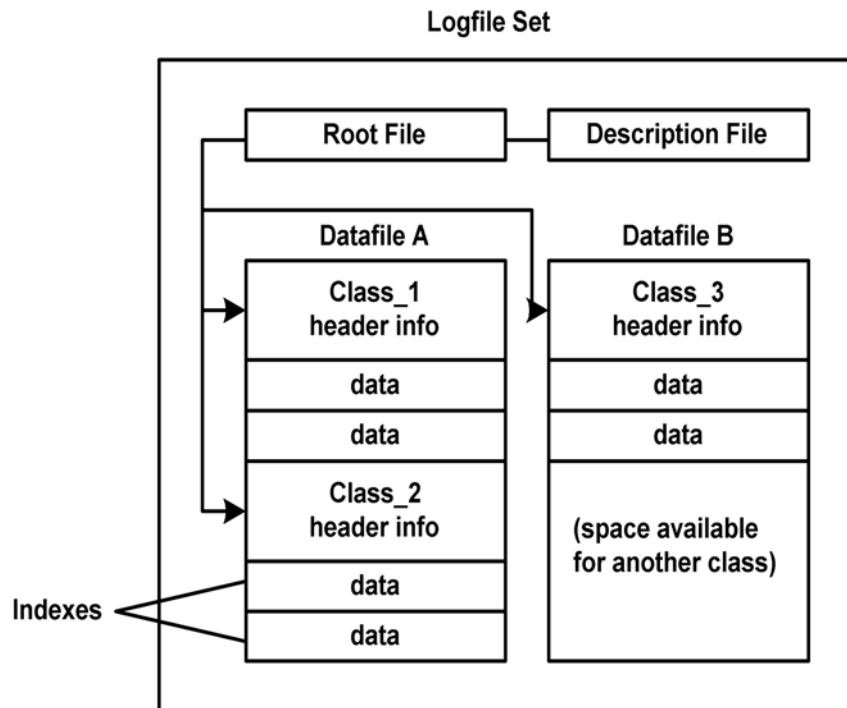 Logfile Set
Root File
Description File
Datafile A
Datafile B
Class_1
header info
data
data
Class_2
header info
data
data
Class_3
header info
data
data
(space available
for another class)
Indexes